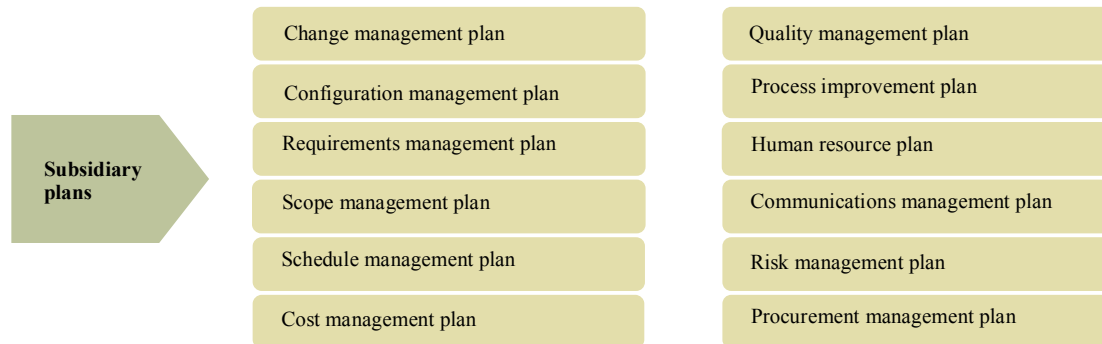 Subsidiary
plans
Change management plan
Configuration management plan
Requirements management plan
Scope management plan
Schedule management plan
Cost management plan
Quality management plan
Process improvement plan
Human resource plan
Communications management plan
Risk management plan
Procurement management plan